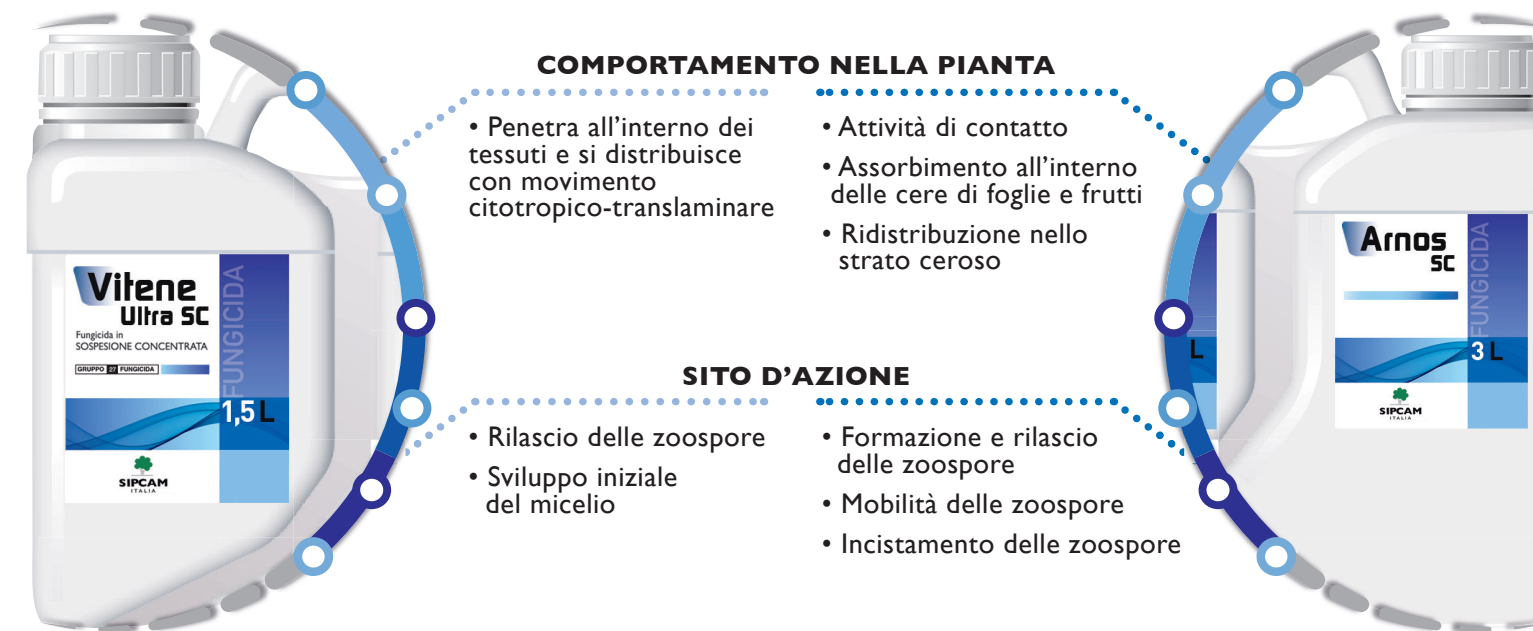 COMPORTAMENTO NELLA PIANTA
• Penetra all’interno dei
tessuti e si distribuisce
con movimento
citotropico-translaminare
• Attività di contatto
• Assorbimento all’interno
delle cere di foglie e frutti
• Ridistribuzione nello
strato ceroso
SITO D’AZIONE
• Rilascio delle zoospore
• Sviluppo iniziale
del micelio
• Formazione e rilascio
delle zoospore
• Mobilità delle zoospore
• Incistamento delle zoospore
Vitene
Ultra SC
Fungicida in
SOSPESIONE CONCENTRATA
GRUPPO 27 FUNGICIDA
FUNGICIDA
1,5 L
SIPCAM
ITALIA
L
Arnos
SC
FUNGICIDA
3 L
SIPCAM
ITALIA